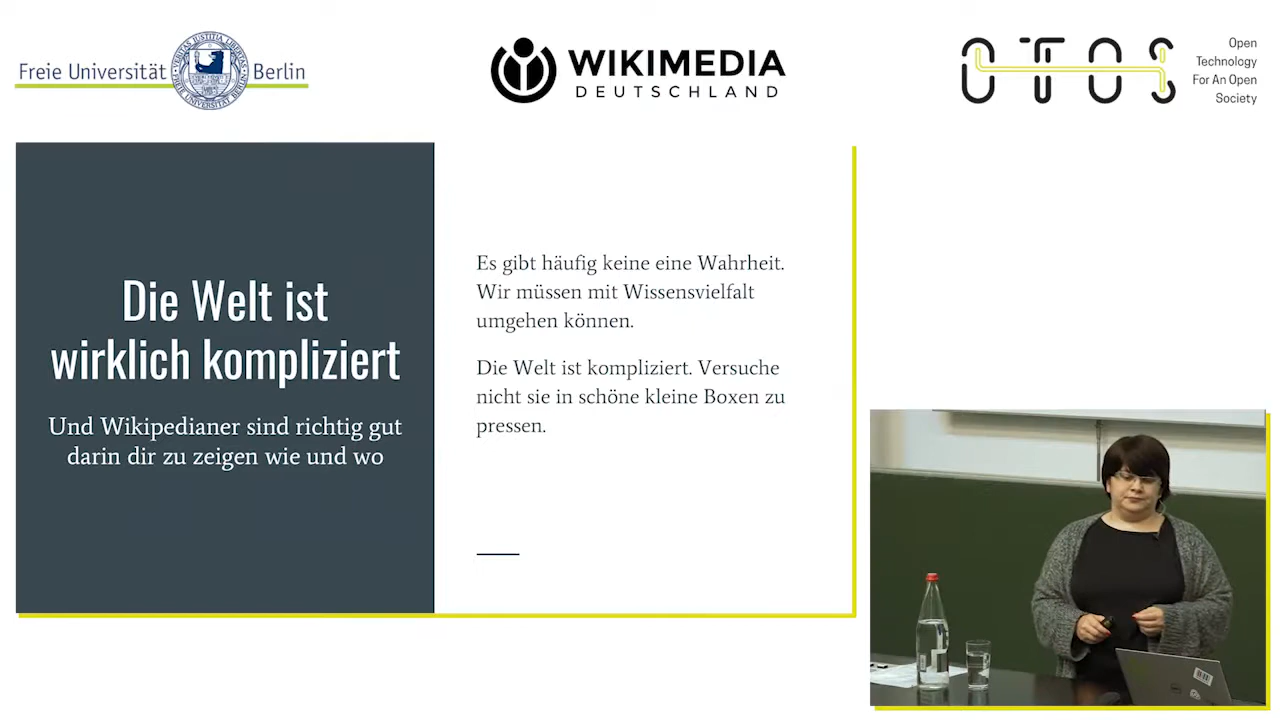 Freie Universität Berlin
WIKIMEDIA
DEUTSCHLAND
OTOS
Open
Technology
For An Open
Society
Die Welt ist
wirklich kompliziert
Und Wikipedianer sind richtig gut
darin dir zu zeigen wie und wo
Es gibt häufig keine eine Wahrheit.
Wir müssen mit Wissensvielfalt
umgehen können.
Die Welt ist kompliziert. Versuche
nicht sie in schöne kleine Boxen zu
pressen.